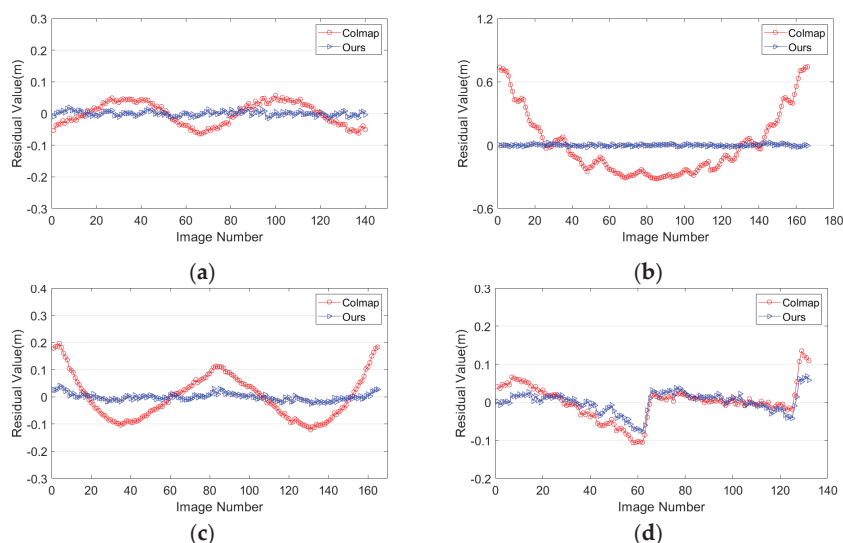 0.3
0.2
0.1
0
-0.1
-0.2
-0.3
Residual Value(m)
0 20 40 60 80 100 120 140
Image Number
Colmap
Ours
(a)
1.2
0.6
0
-0.6
Residual Value(m)
0 20 40 60 80 100 120 140 160 180
Image Number
Colmap
Ours
(b)
0.4
0.3
0.2
0.1
0
-0.1
-0.2
-0.3
Residual Value(m)
0 20 40 60 80 100 120 140 160
Image Number
Colmap
Ours
(c)
0.3
0.2
0.1
0
-0.1
-0.2
Residual Value(m)
0 20 40 60 80 100 120 140
Image Number
Colmap
Ours
(d)